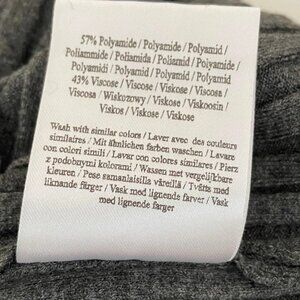 57% Polyamide / Polyamide / Polyamid /
Poliammide / Poliamida / Poliamid / Polyamide /
Polyamidi / Polyamid / Polyamid / Polyamid
43% Viscose / Viscose / Viskose / Viscosa /
Viscosa / Wiskozowy / Viskose / Viskoosin /
Viskos / Viskose / Viskose
Wash with similar colors / Laver avec des couleurs
similaires / Mit ähnlichen farben waschen / Lavare
con colori simili / Lavar con colores similares / Pierz
z podobnymi kolorami / Wassen met vergelijkbare
kleuren / Pese samanlaisilla väreillä / Tvätta med
liknande färger / Vask med lignende farger / Vask
med lignende farger